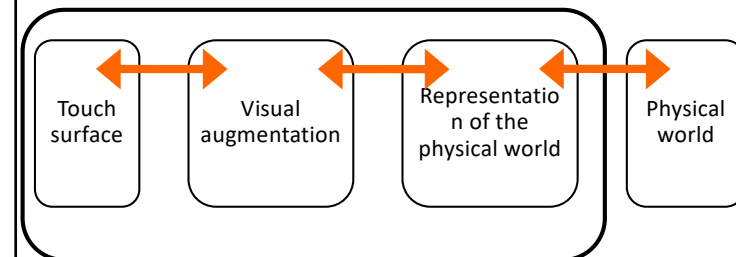 Touch
surface
Visual
augmentation
Representatio
n of the
physical world
Physical
world